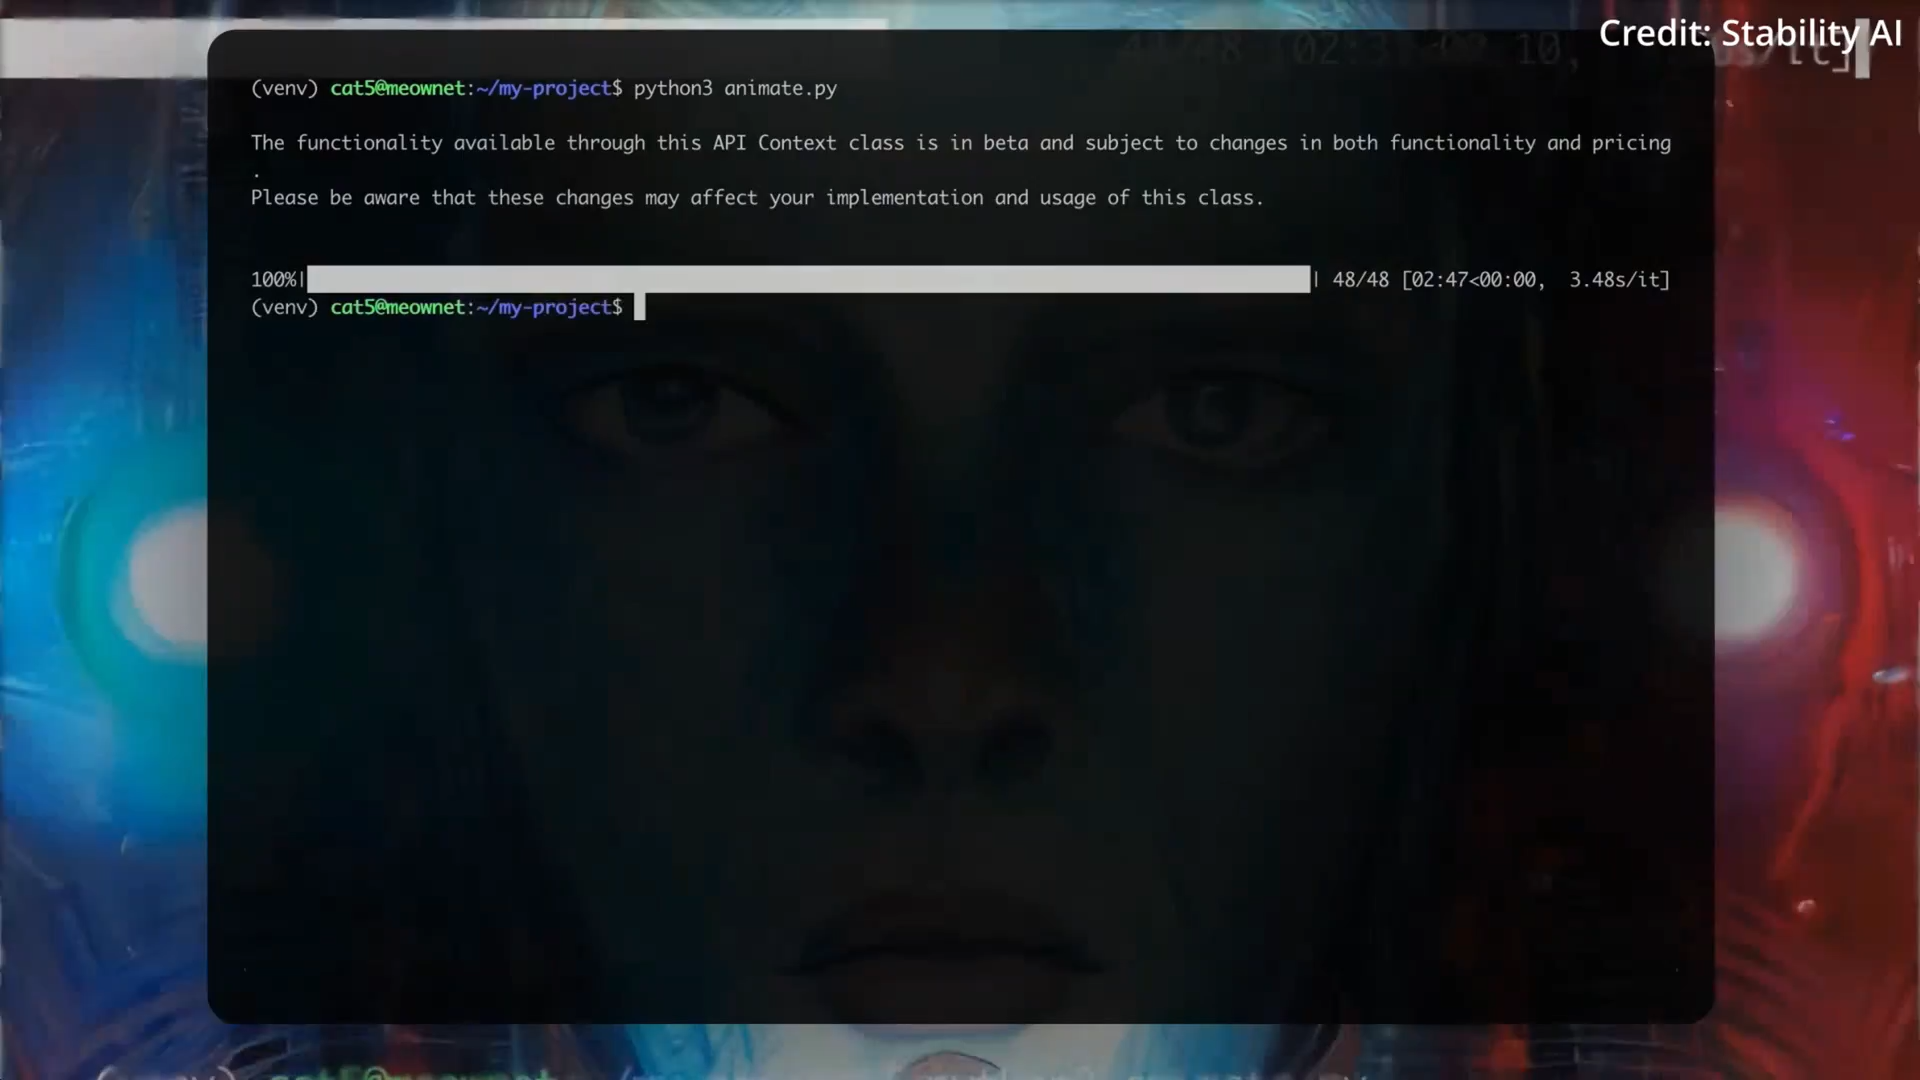 Credit: Stability AI
(venv) cat5@meownet:~/my-project$ python3 animate.py
The functionality available through this API Context class is in beta and subject to changes in both functionality and pricing
.
Please be aware that these changes may affect your implementation and usage of this class.
100%| | 48/48 [02:47<00:00, 3.48s/it]
(venv) cat5@meownet:~/my-project$